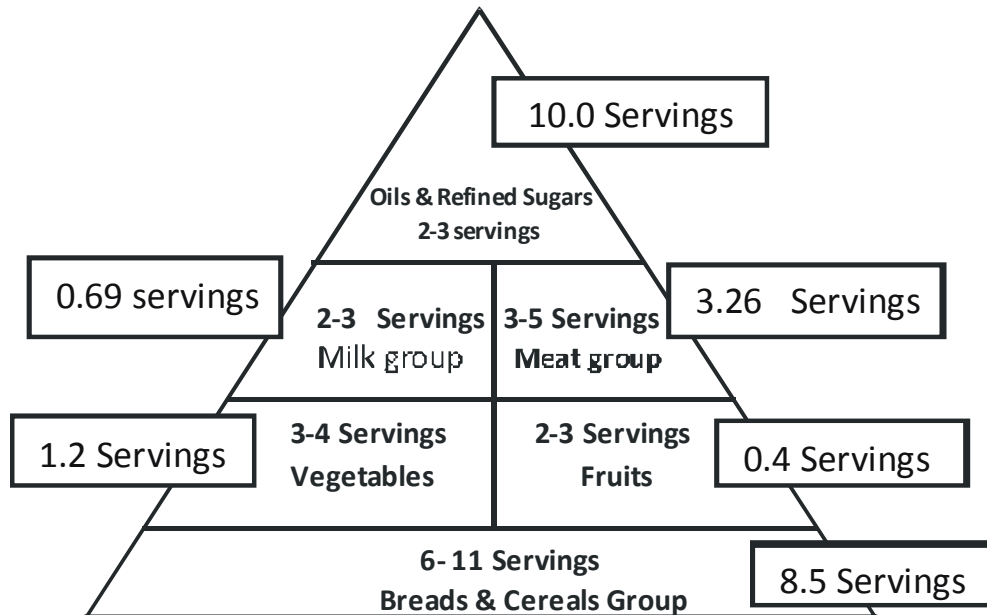 10.0 Servings
Oils & Refined Sugars
2-3 servings
0.69 servings
2-3 Servings
Milk group
3-5 Servings
Meat group
3.26 Servings
1.2 Servings
3-4 Servings
Vegetables
2-3 Servings
Fruits
0.4 Servings
6-11 Servings
Breads & Cereals Group
8.5 Servings